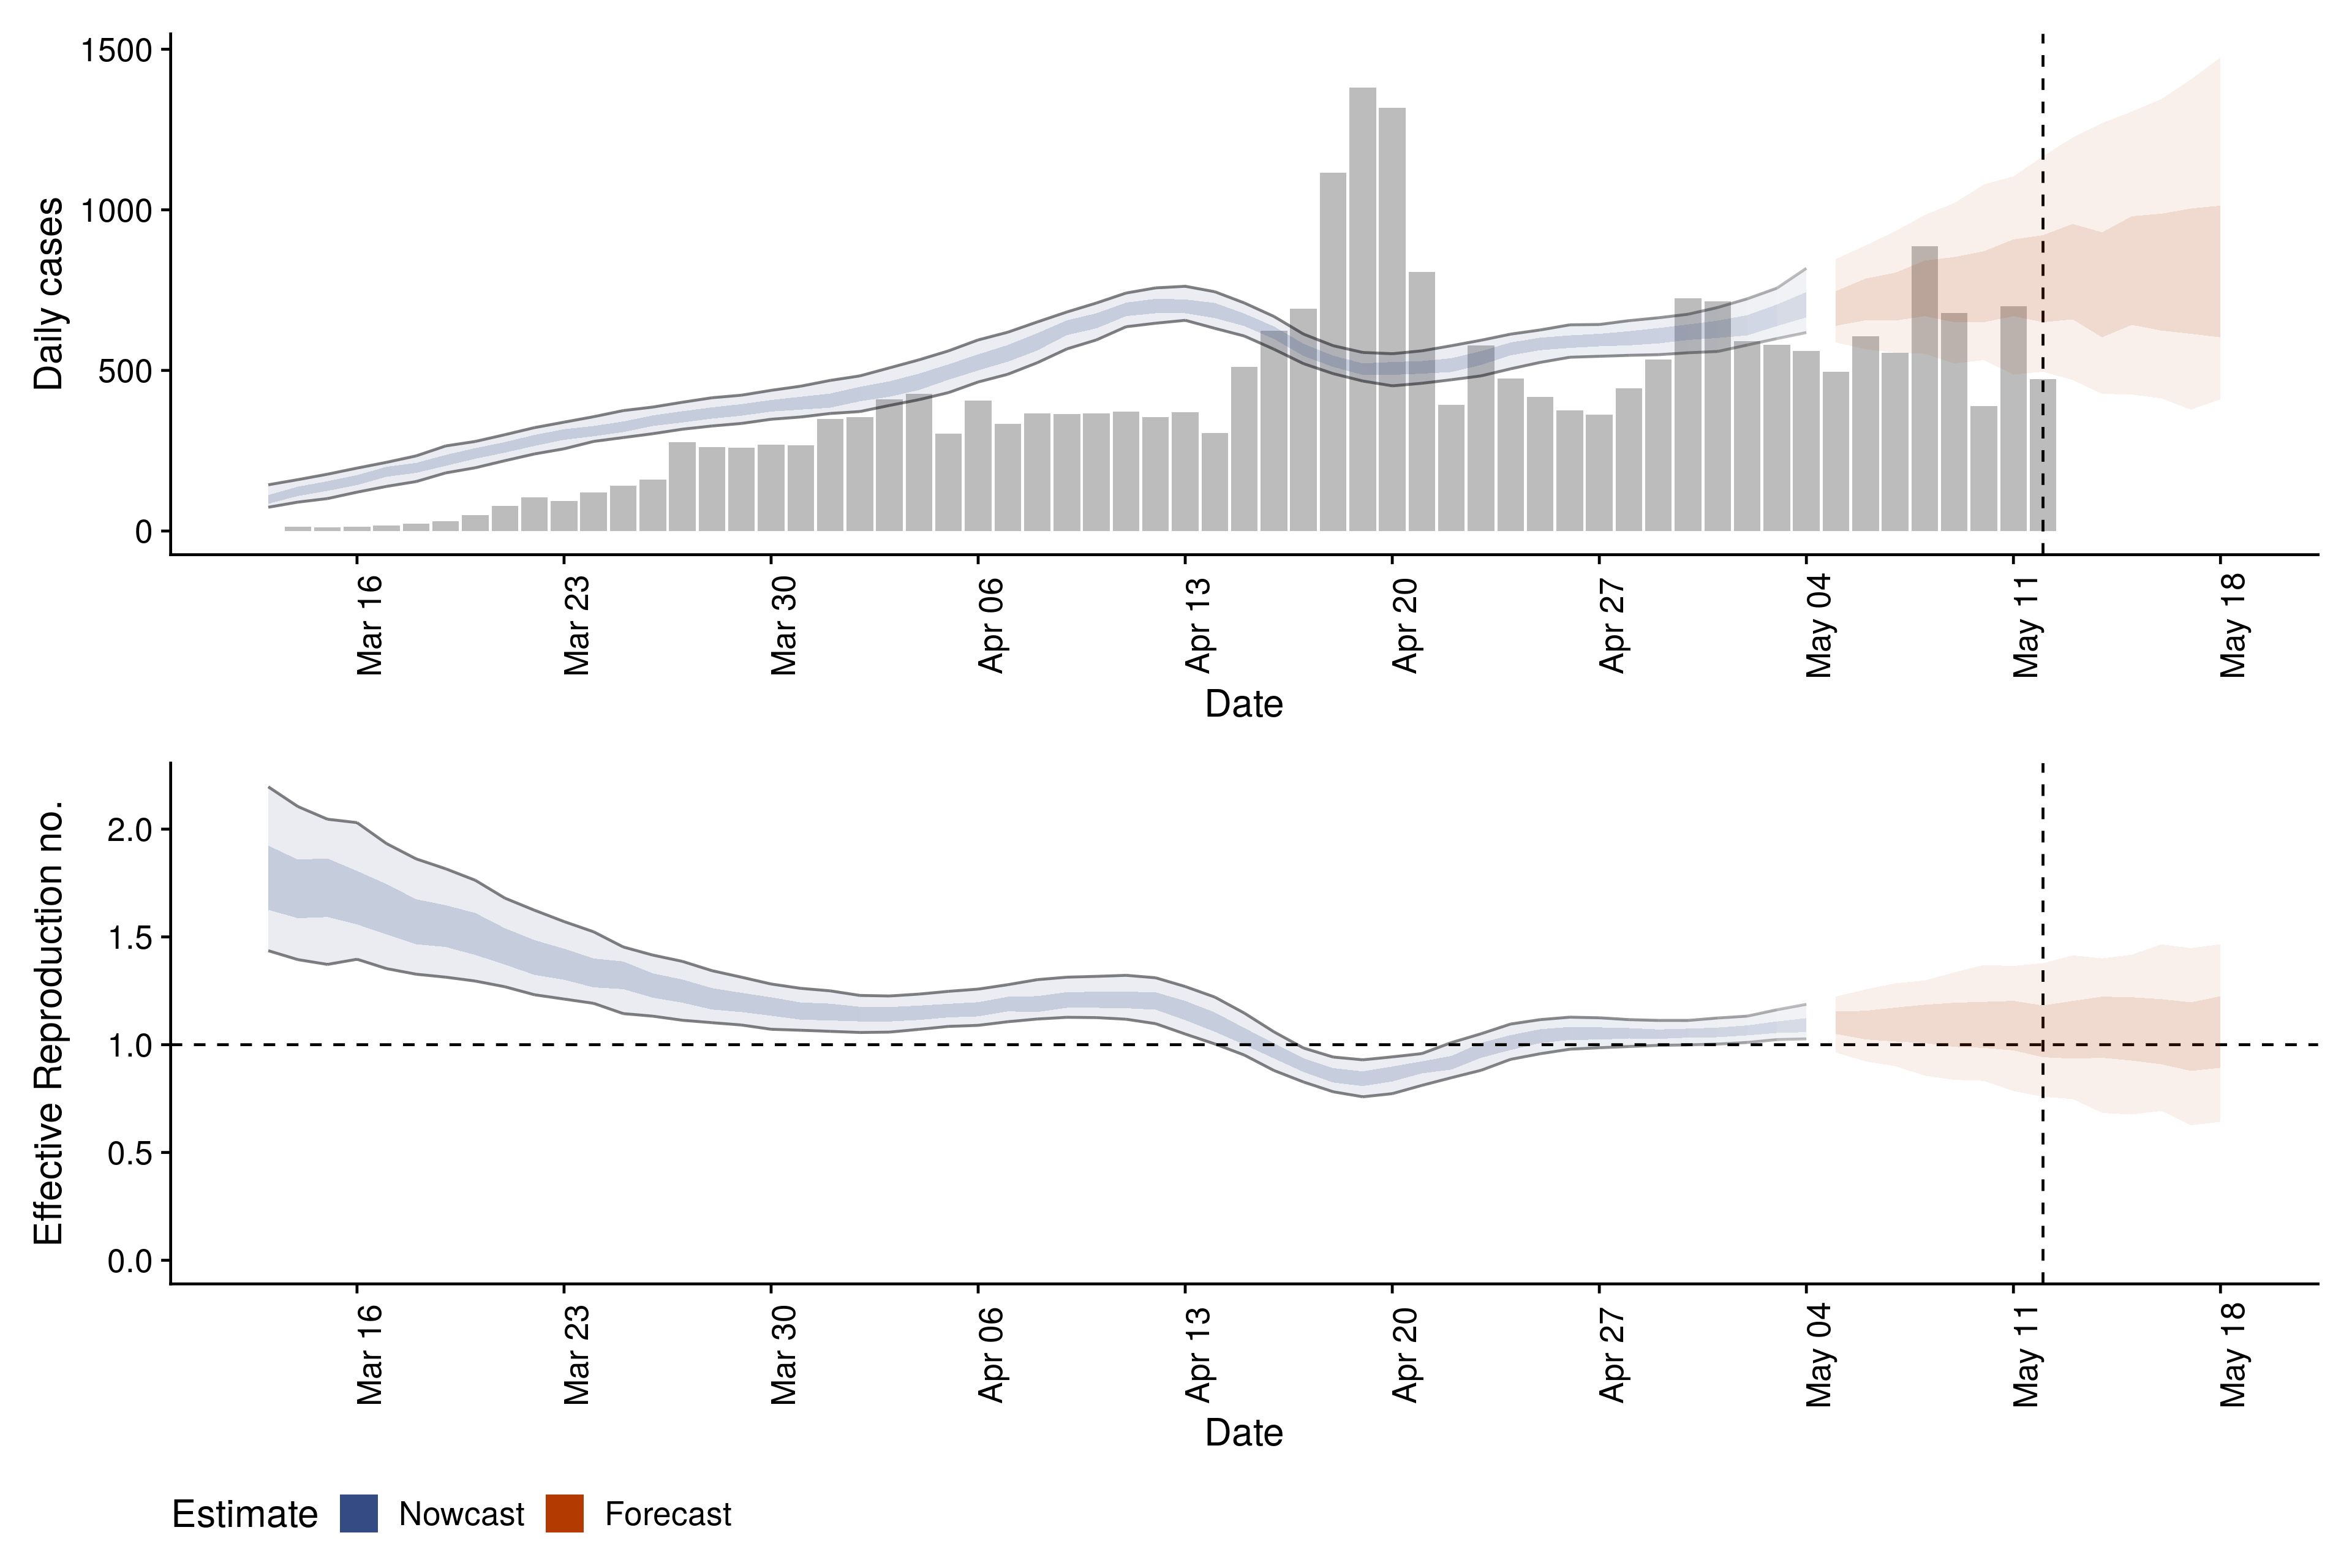 Daily cases
1500
1000
500
0
Mar 16
Mar 23
Mar 30
Apr 06
Apr 13
Apr 20
Apr 27
May 04
May 11
May 18
Date
Effective Reproduction no.
2.0
1.5
1.0
0.5
0.0
Mar 16
Mar 23
Mar 30
Apr 06
Apr 13
Apr 20
Apr 27
May 04
May 11
May 18
Date
Estimate Nowcast Forecast